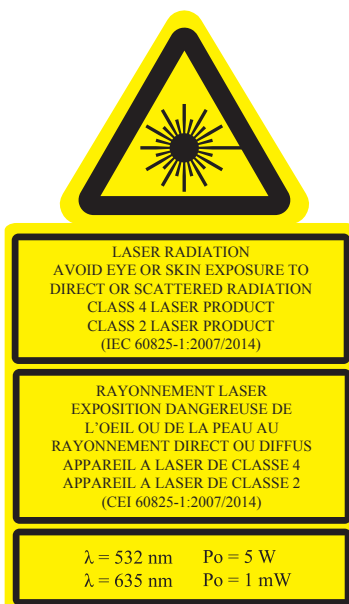 LASER RADIATION
AVOID EYE OR SKIN EXPOSURE TO
DIRECT OR SCATTERED RADIATION
CLASS 4 LASER PRODUCT
CLASS 2 LASER PRODUCT
(IEC 60825-1:2007/2014)
RAYONNEMENT LASER
EXPOSITION DANGEREUSE DE
L'OEIL OU DE LA PEAU AU
RAYONNEMENT DIRECT OU DIFFUS
APPAREIL A LASER DE CLASSE 4
APPAREIL A LASER DE CLASSE 2
(CEI 60825-1:2007/2014)
λ = 532 nm Po = 5 W
λ = 635 nm Po = 1 mW